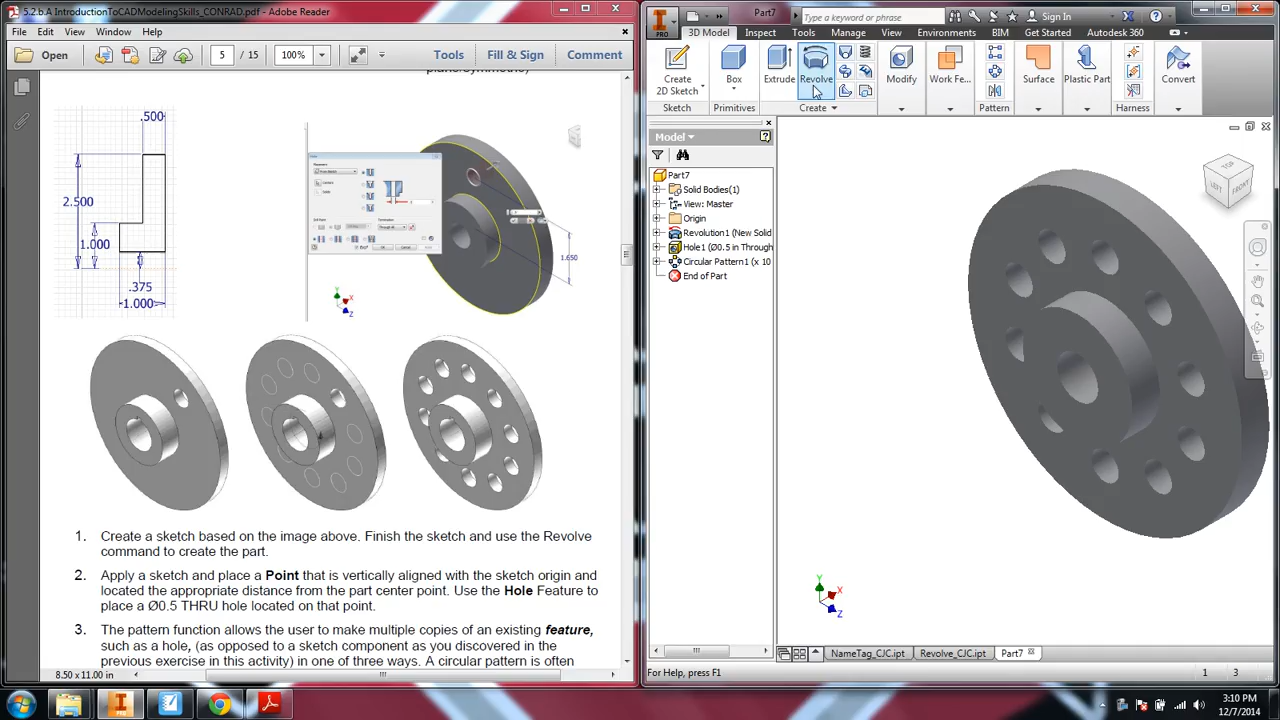 5.2.b.A IntroductionToCADModelingSkills_CONRAD.pdf - Adobe Reader
File Edit View Window Help
Open 5 / 15 100% Tools Fill & Sign Comment
.500
2.500
1.000
.375
1.000
1.650
X
Y
Z
1. Create a sketch based on the image above. Finish the sketch and use the Revolve
command to create the part.
2. Apply a sketch and place a Point that is vertically aligned with the sketch origin and
located the appropriate distance from the part center point. Use the Hole Feature to
place a Ø0.5 THRU hole located on that point.
3. The pattern function allows the user to make multiple copies of an existing feature,
such as a hole, (as opposed to a sketch component as you discovered in the
previous exercise in this activity) in one of three ways. A circular pattern is often
8.50 x 11.00 in
PRO
Part7
Type a keyword or phrase
Sign In
3D Model Inspect Tools Manage View Environments BIM Get Started Autodesk 360
Create
2D Sketch
Box
Extrude
Revolve
Modify
Work Fe...
Surface
Plastic Part
Convert
Sketch Primitives Create Pattern Harness
Model
Part7
Solid Bodies(1)
View: Master
Origin
Revolution1 (New Solid
Hole1 (Ø0.5 in Through
Circular Pattern1 (x 10
End of Part
TOP
LEFT
FRONT
Y
X
Z
NameTag_CJC.ipt Revolve_CJC.ipt Part7
For Help, press F1
1 3
3:10 PM
12/7/2014